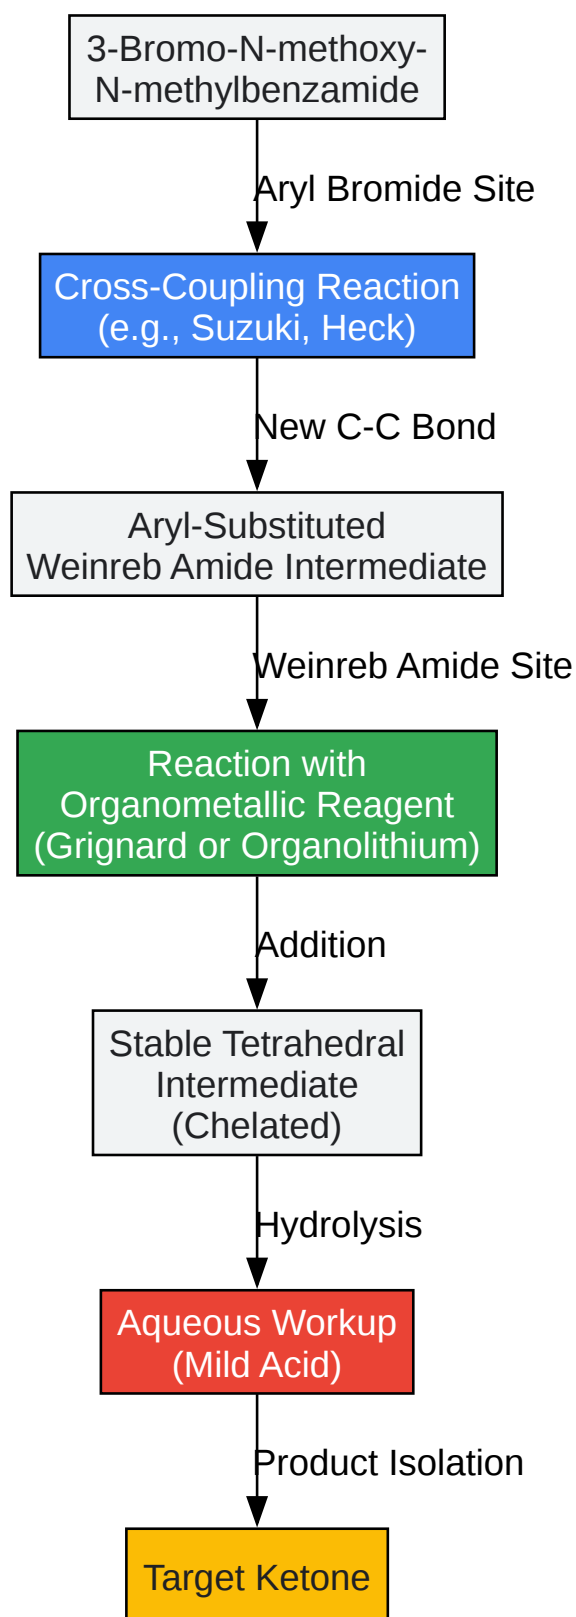 3-Bromo-N-methoxy-
N-methylbenzamide
Aryl Bromide Site
Cross-Coupling Reaction
(e.g., Suzuki, Heck)
New C-C Bond
Aryl-Substituted
Weinreb Amide Intermediate
Weinreb Amide Site
Reaction with
Organometallic Reagent
(Grignard or Organolithium)
Addition
Stable Tetrahedral
Intermediate
(Chelated)
Hydrolysis
Aqueous Workup
(Mild Acid)
Product Isolation
Target Ketone